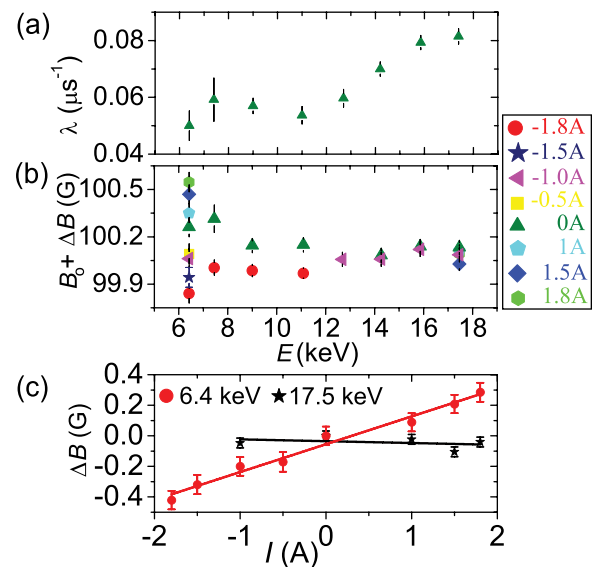 (a)
0.08
0.06
0.04
λ (μs⁻¹)
(b)
100.5
100.2
99.9
B₀+ ΔB (G)
6 8 10 12 14 16 18
E(keV)
-1.8A
-1.5A
-1.0A
-0.5A
0A
1A
1.5A
1.8A
(c)
0.4
0.2
0.0
-0.2
-0.4
ΔB (G)
6.4 keV 17.5 keV
-2 -1 0 1 2
I (A)